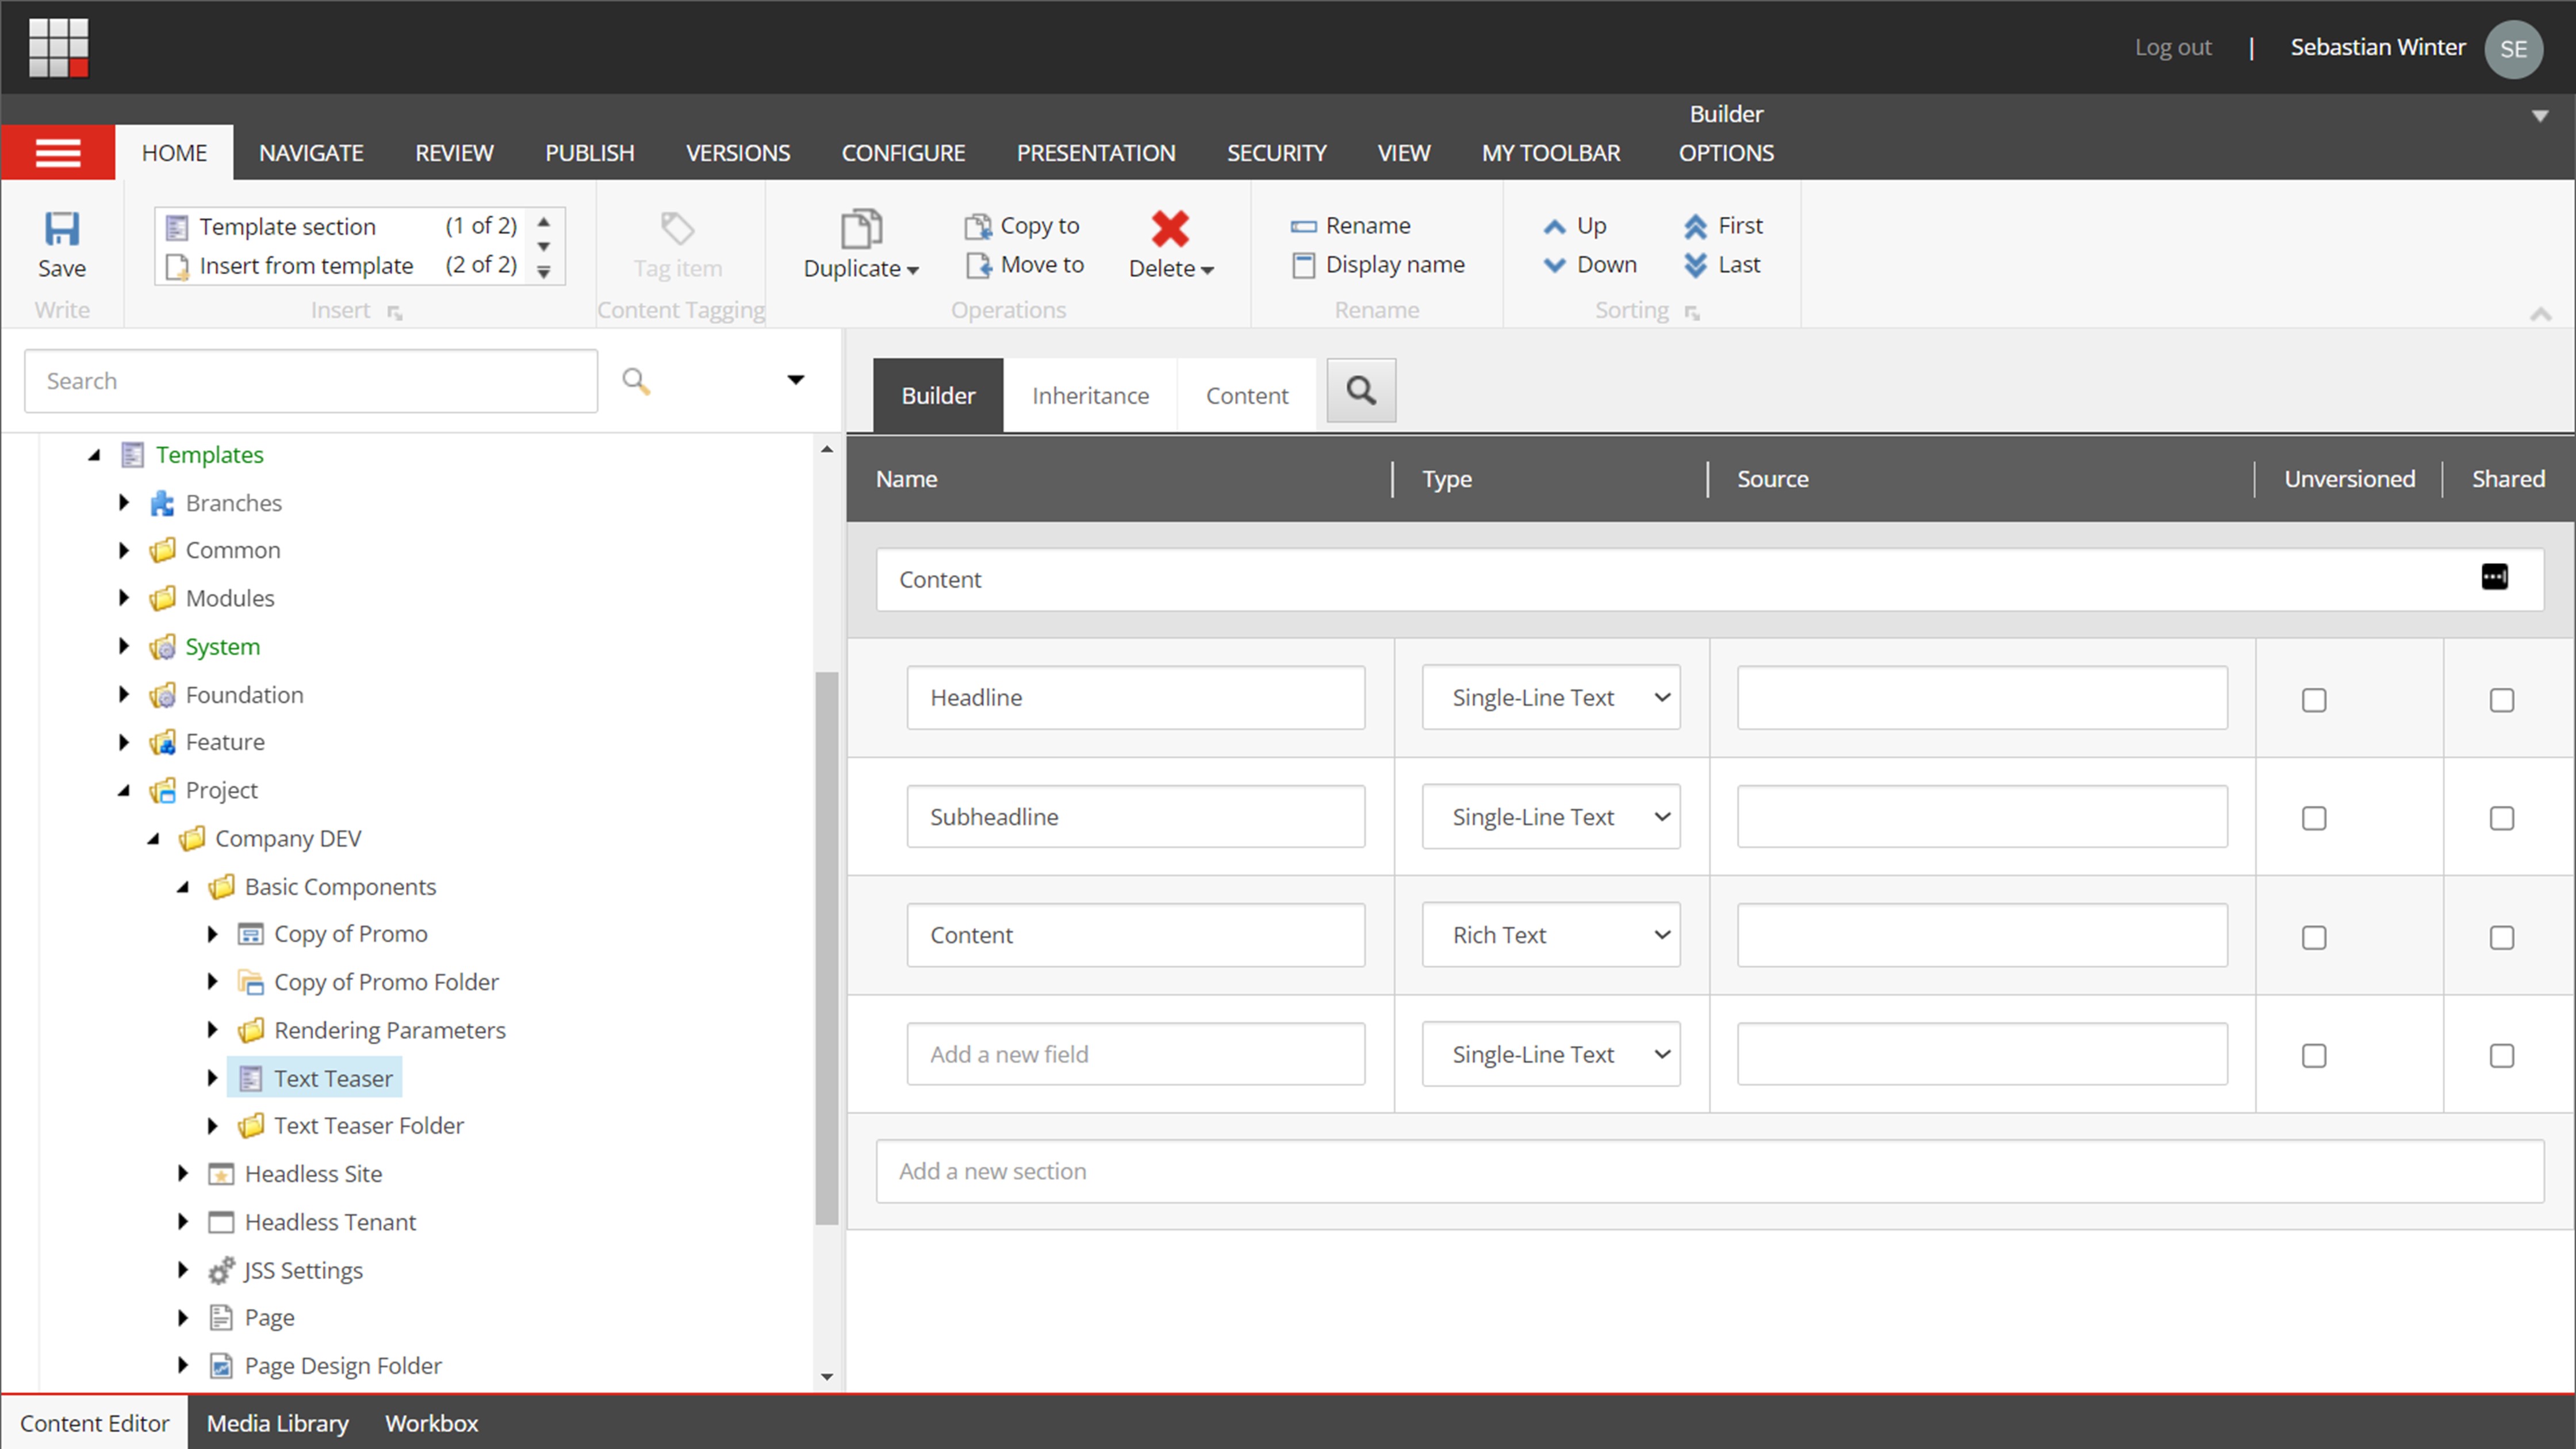 Log out | Sebastian Winter SE
Builder
HOME NAVIGATE REVIEW PUBLISH VERSIONS CONFIGURE PRESENTATION SECURITY VIEW MY TOOLBAR OPTIONS
Template section (1 of 2)
Insert from template (2 of 2)
Save
Tag item
Duplicate
Copy to
Move to
Delete
Rename
Display name
Up
Down
First
Last
Write Insert Content Tagging Operations Rename Sorting
Search
Templates
Branches
Common
Modules
System
Foundation
Feature
Project
Company DEV
Basic Components
Copy of Promo
Copy of Promo Folder
Rendering Parameters
Text Teaser
Text Teaser Folder
Headless Site
Headless Tenant
JSS Settings
Page
Page Design Folder
Builder Inheritance Content
Name Type Source Unversioned Shared
Content
Headline Single-Line Text
Subheadline Single-Line Text
Content Rich Text
Add a new field Single-Line Text
Add a new section
Content Editor Media Library Workbox